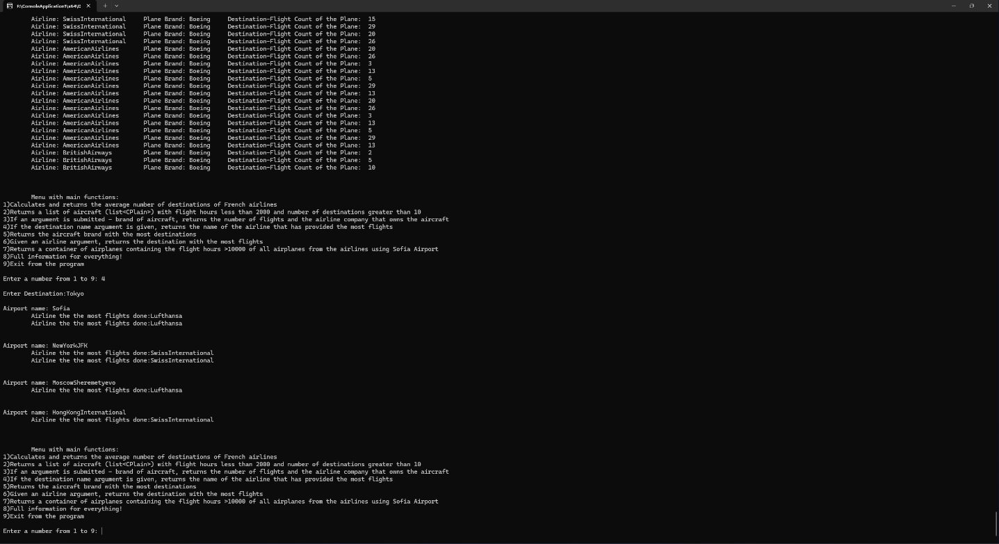 F:\ConsoleApplication1\x64\D
Airline: SwissInternational Plane Brand: Boeing Destination-Flight Count of the Plane: 15
Airline: SwissInternational Plane Brand: Boeing Destination-Flight Count of the Plane: 29
Airline: SwissInternational Plane Brand: Boeing Destination-Flight Count of the Plane: 20
Airline: SwissInternational Plane Brand: Boeing Destination-Flight Count of the Plane: 26
Airline: AmericanAirlines Plane Brand: Boeing Destination-Flight Count of the Plane: 20
Airline: AmericanAirlines Plane Brand: Boeing Destination-Flight Count of the Plane: 26
Airline: AmericanAirlines Plane Brand: Boeing Destination-Flight Count of the Plane: 3
Airline: AmericanAirlines Plane Brand: Boeing Destination-Flight Count of the Plane: 13
Airline: AmericanAirlines Plane Brand: Boeing Destination-Flight Count of the Plane: 5
Airline: AmericanAirlines Plane Brand: Boeing Destination-Flight Count of the Plane: 29
Airline: AmericanAirlines Plane Brand: Boeing Destination-Flight Count of the Plane: 13
Airline: AmericanAirlines Plane Brand: Boeing Destination-Flight Count of the Plane: 20
Airline: AmericanAirlines Plane Brand: Boeing Destination-Flight Count of the Plane: 26
Airline: AmericanAirlines Plane Brand: Boeing Destination-Flight Count of the Plane: 3
Airline: AmericanAirlines Plane Brand: Boeing Destination-Flight Count of the Plane: 13
Airline: AmericanAirlines Plane Brand: Boeing Destination-Flight Count of the Plane: 5
Airline: AmericanAirlines Plane Brand: Boeing Destination-Flight Count of the Plane: 29
Airline: AmericanAirlines Plane Brand: Boeing Destination-Flight Count of the Plane: 13
Airline: BritishAirways Plane Brand: Boeing Destination-Flight Count of the Plane: 2
Airline: BritishAirways Plane Brand: Boeing Destination-Flight Count of the Plane: 5
Airline: BritishAirways Plane Brand: Boeing Destination-Flight Count of the Plane: 10
Menu with main functions:
1)Calculates and returns the average number of destinations of French airlines
2)Returns a list of aircraft (list<CPlain>) with flight hours less than 2000 and number of destinations greater than 10
3)If an argument is submitted - brand of aircraft, returns the number of flights and the airline company that owns the aircraft
4)If the destination name argument is given, returns the name of the airline that has provided the most flights
5)Returns the aircraft brand with the most destinations
6)Given an airline argument, returns the destination with the most flights
7)Returns a container of airplanes containing the flight hours >10000 of all airplanes from the airlines using Sofia Airport
8)Full information for everything!
9)Exit from the program
Enter a number from 1 to 9: 4
Enter Destination:Tokyo
Airport name: Sofia
Airline the the most flights done:Lufthansa
Airline the the most flights done:Lufthansa
Airport name: NewYorkJFK
Airline the the most flights done:SwissInternational
Airline the the most flights done:SwissInternational
Airport name: MoscowSheremetyevo
Airline the the most flights done:Lufthansa
Airport name: HongKongInternational
Airline the the most flights done:SwissInternational
Menu with main functions:
1)Calculates and returns the average number of destinations of French airlines
2)Returns a list of aircraft (list<CPlain>) with flight hours less than 2000 and number of destinations greater than 10
3)If an argument is submitted - brand of aircraft, returns the number of flights and the airline company that owns the aircraft
4)If the destination name argument is given, returns the name of the airline that has provided the most flights
5)Returns the aircraft brand with the most destinations
6)Given an airline argument, returns the destination with the most flights
7)Returns a container of airplanes containing the flight hours >10000 of all airplanes from the airlines using Sofia Airport
8)Full information for everything!
9)Exit from the program
Enter a number from 1 to 9: